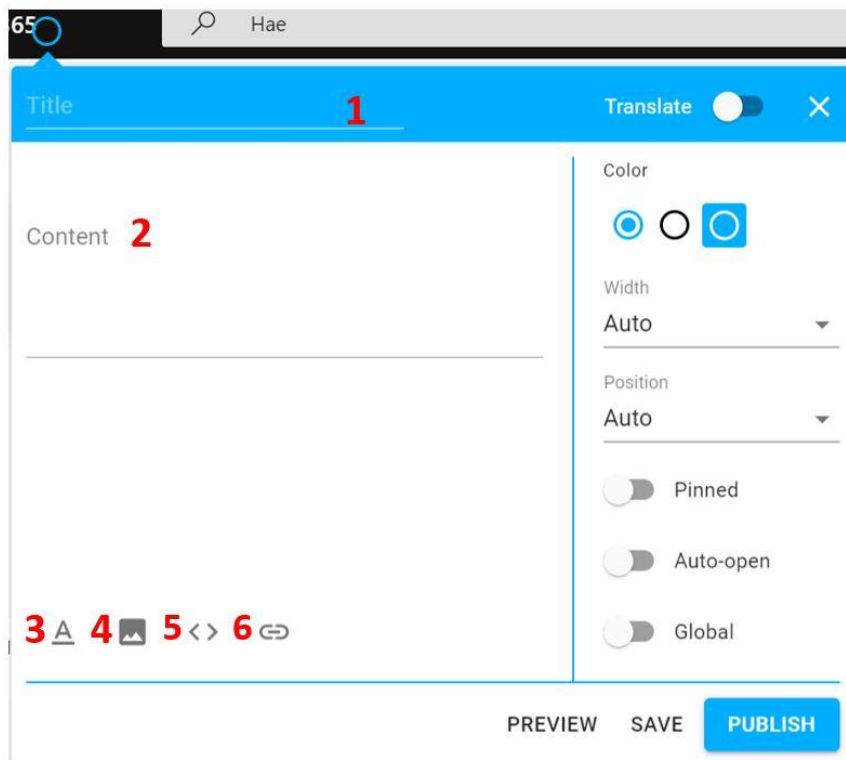 65
Hae
Title 1
Translate
Color
Content 2
Width
Auto
Position
Auto
Pinned
Auto-open
3 A 4 5 <> 6
Global
PREVIEW SAVE PUBLISH